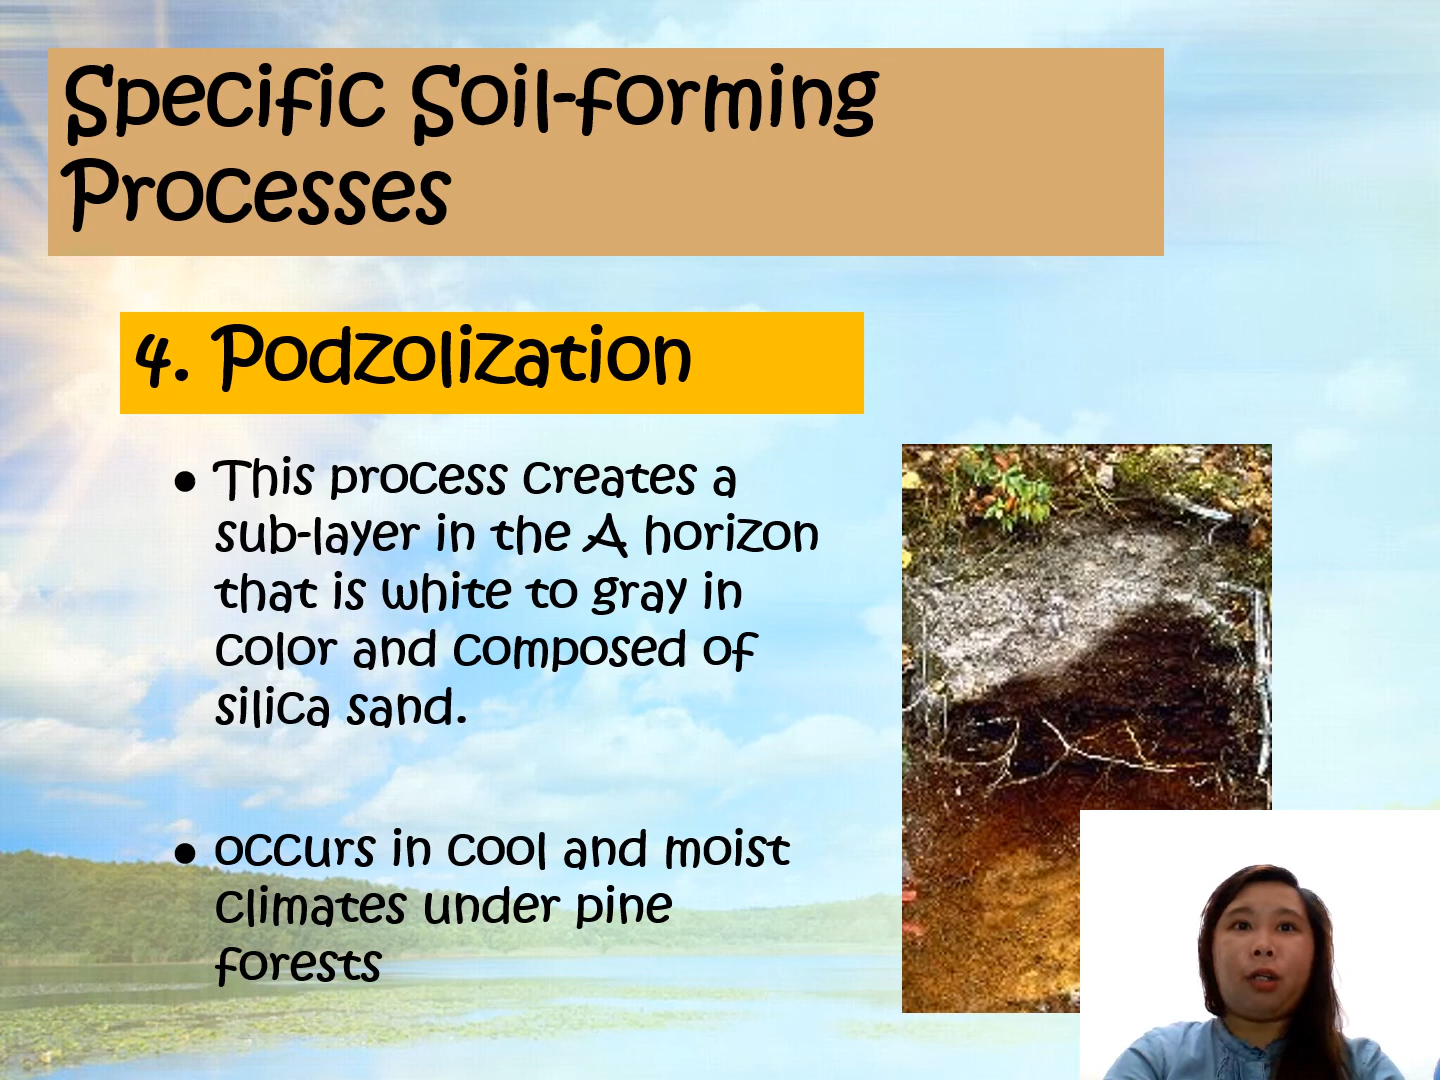 Specific Soil-forming
Processes
4. Podzolization
• This process creates a
sub-layer in the A horizon
that is white to gray in
color and composed of
silica sand.
• occurs in cool and moist
climates under pine
forests